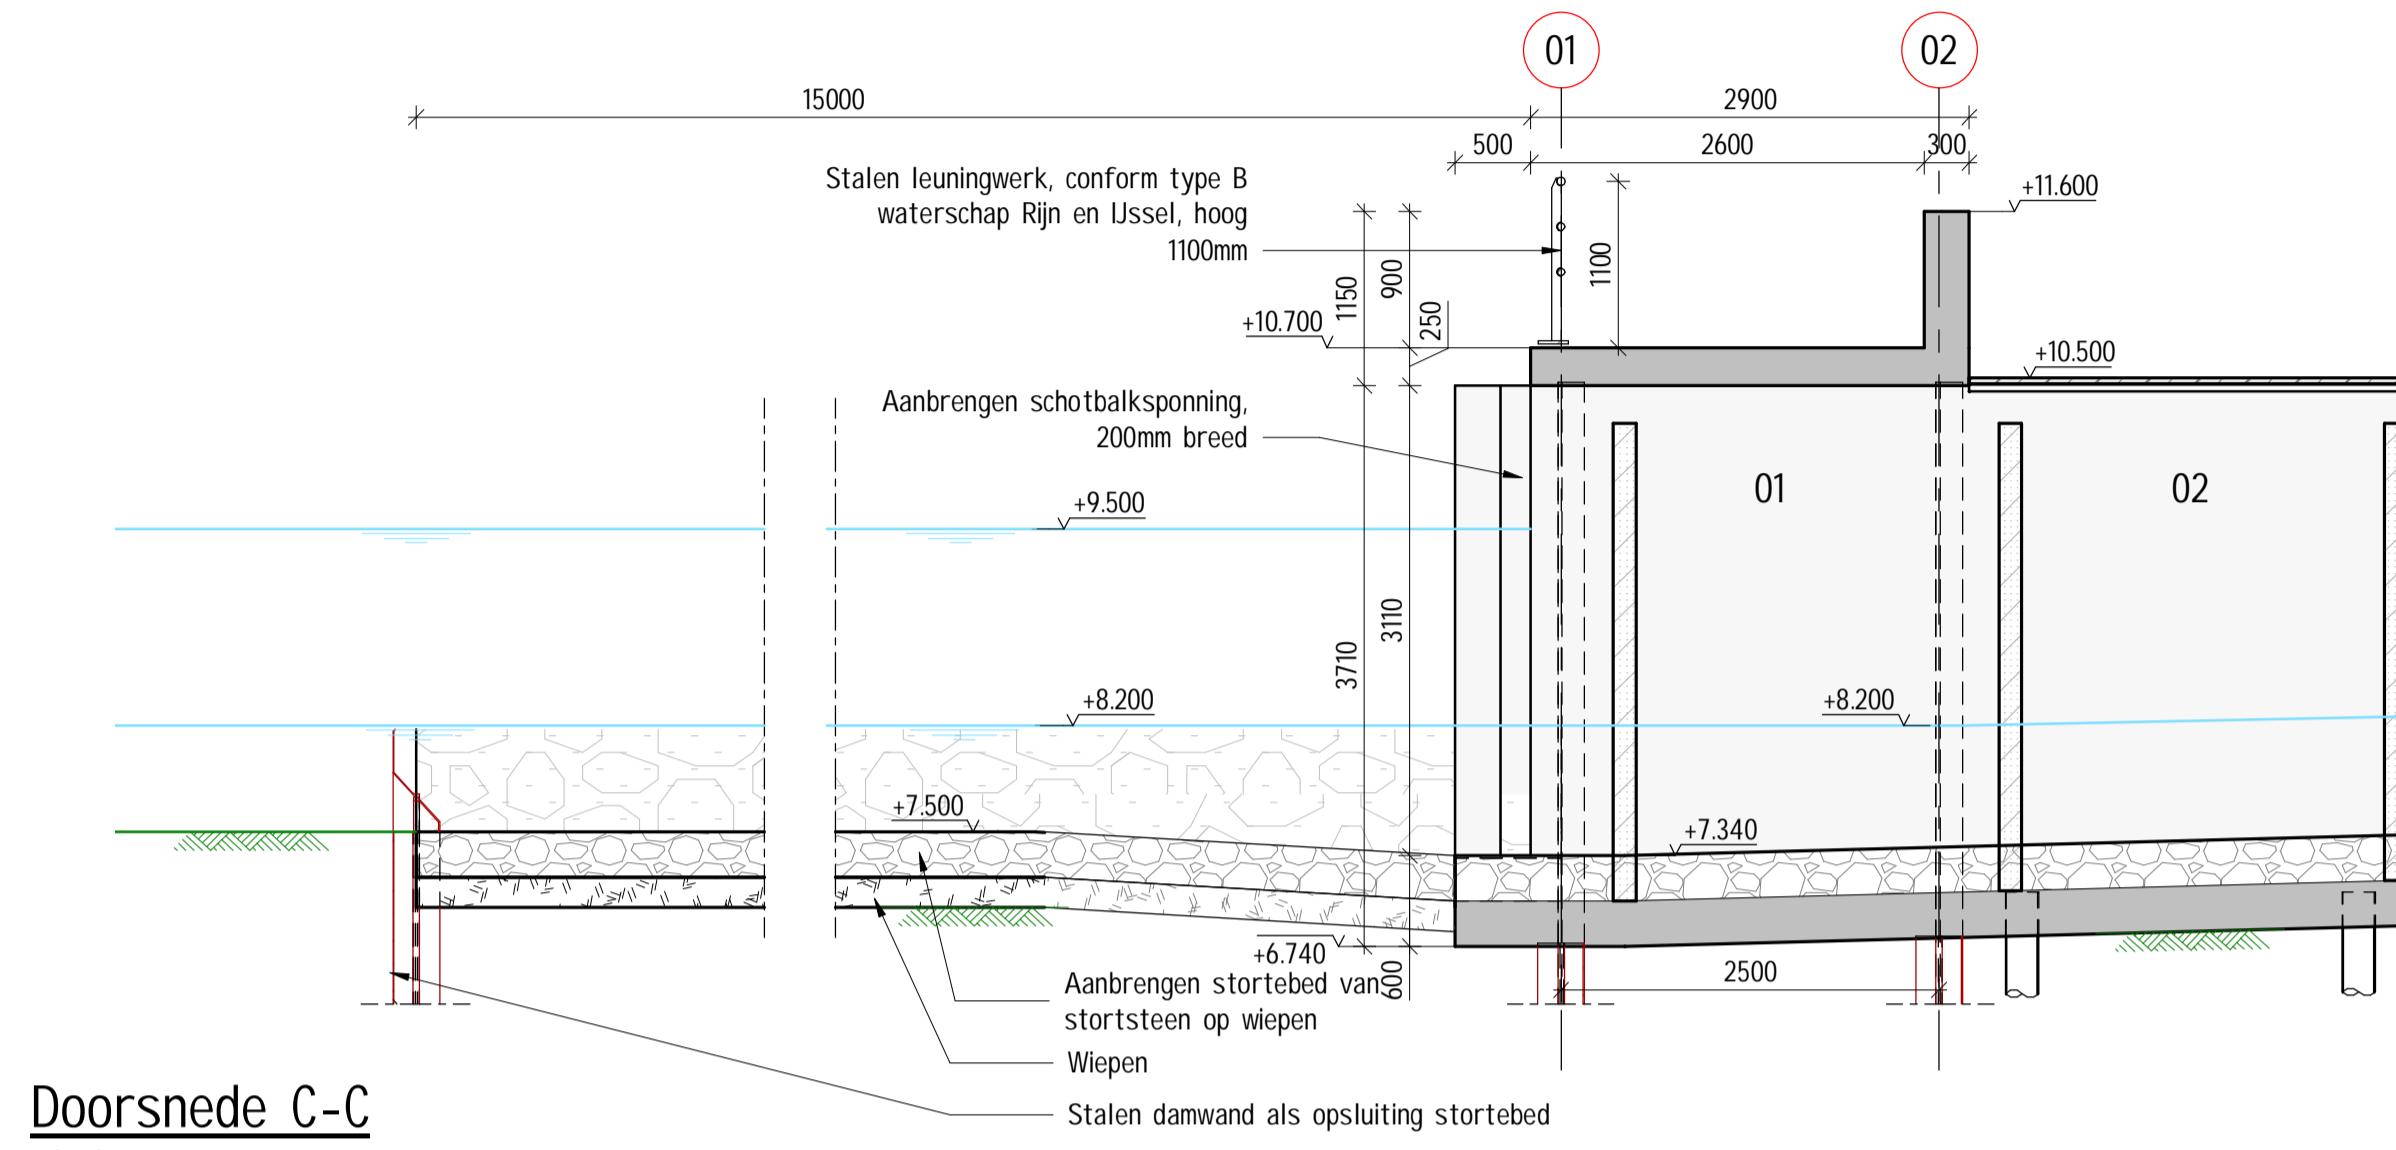 01
02
15000
2900
500
2600
300
Stalen leuningwerk, conform type B
waterschap Rijn en IJssel, hoog
1100mm
+11.600
1150
900
250
1100
+10.700
+10.500
Aanbrengen schotbalksponning,
200mm breed
01
02
+9.500
3110
3710
+8.200
+8.200
+7.500
+7.340
+6.740
600
2500
Aanbrengen stortebed van
stortsteen op wiepen
Wiepen
Stalen damwand als opsluiting stortebed
Doorsnede C-C